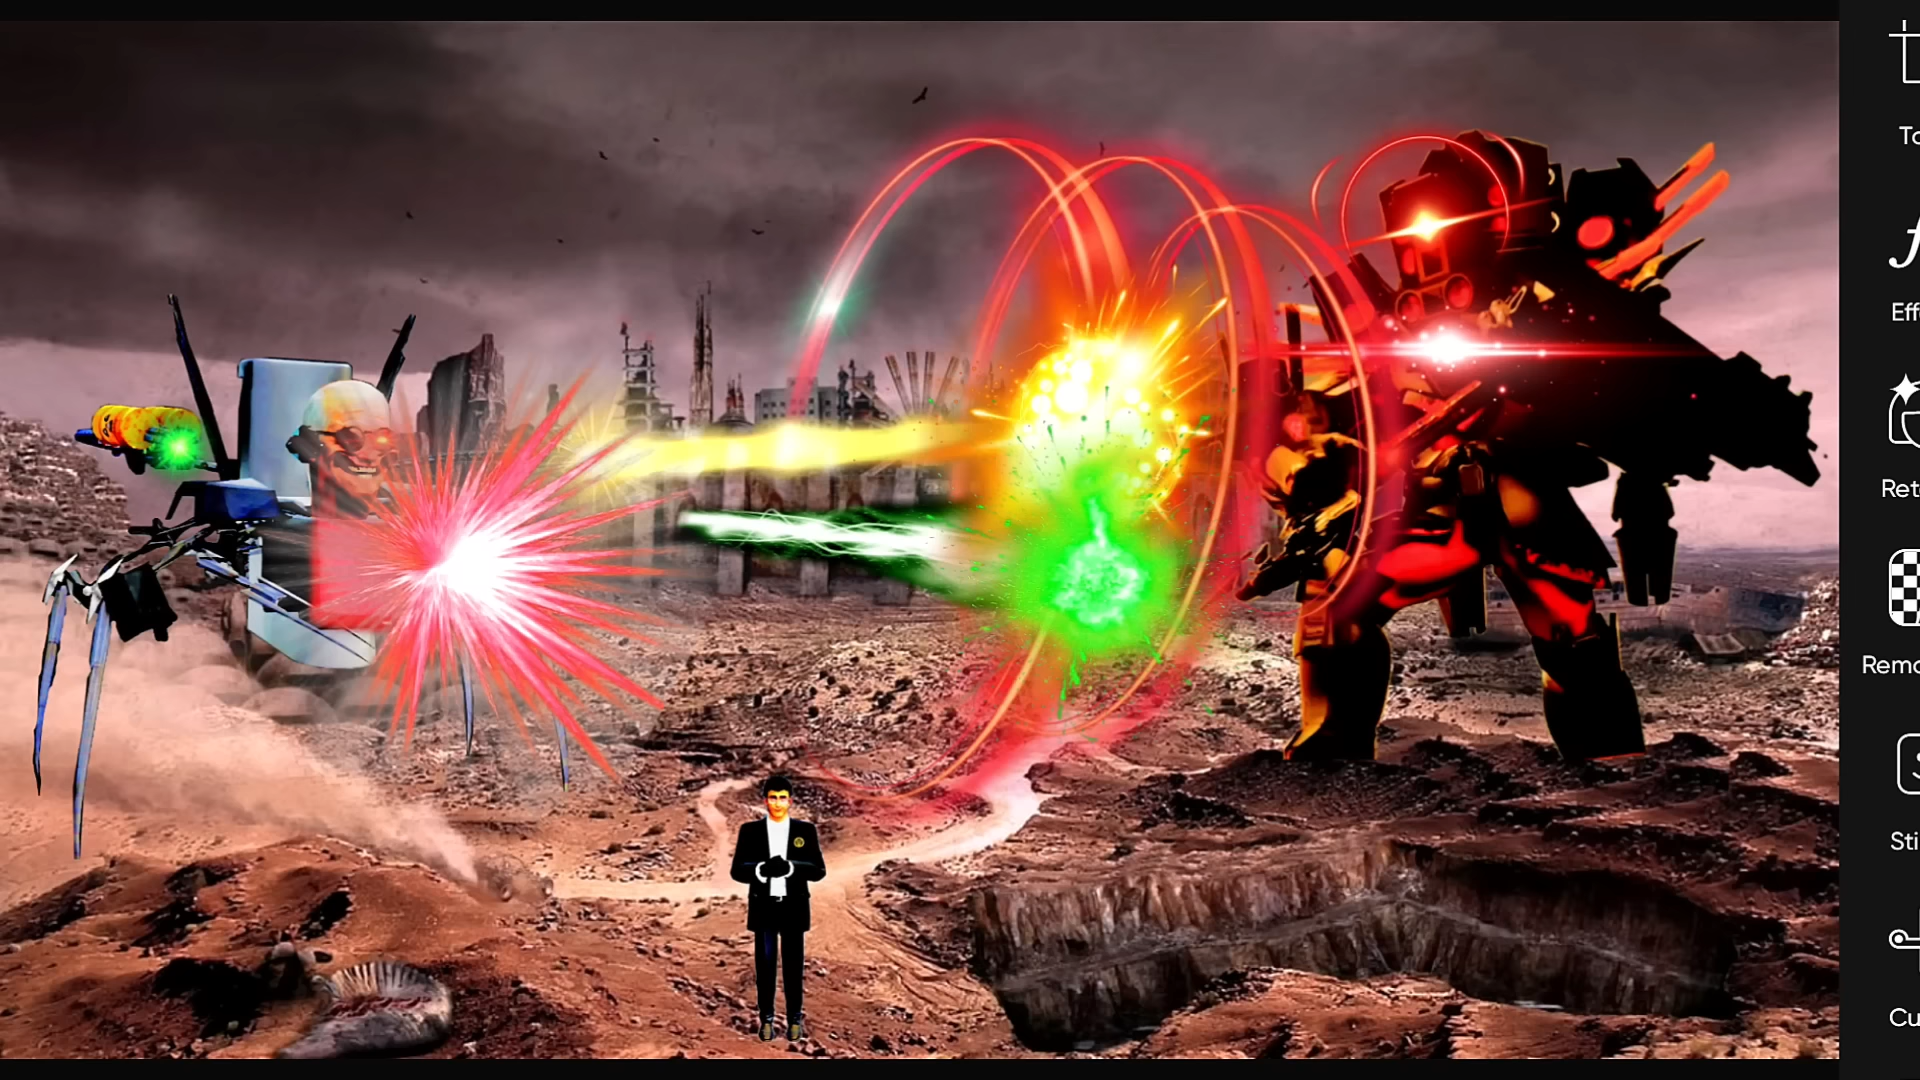 To
Eff
Ret
Remo
Sti
Cu